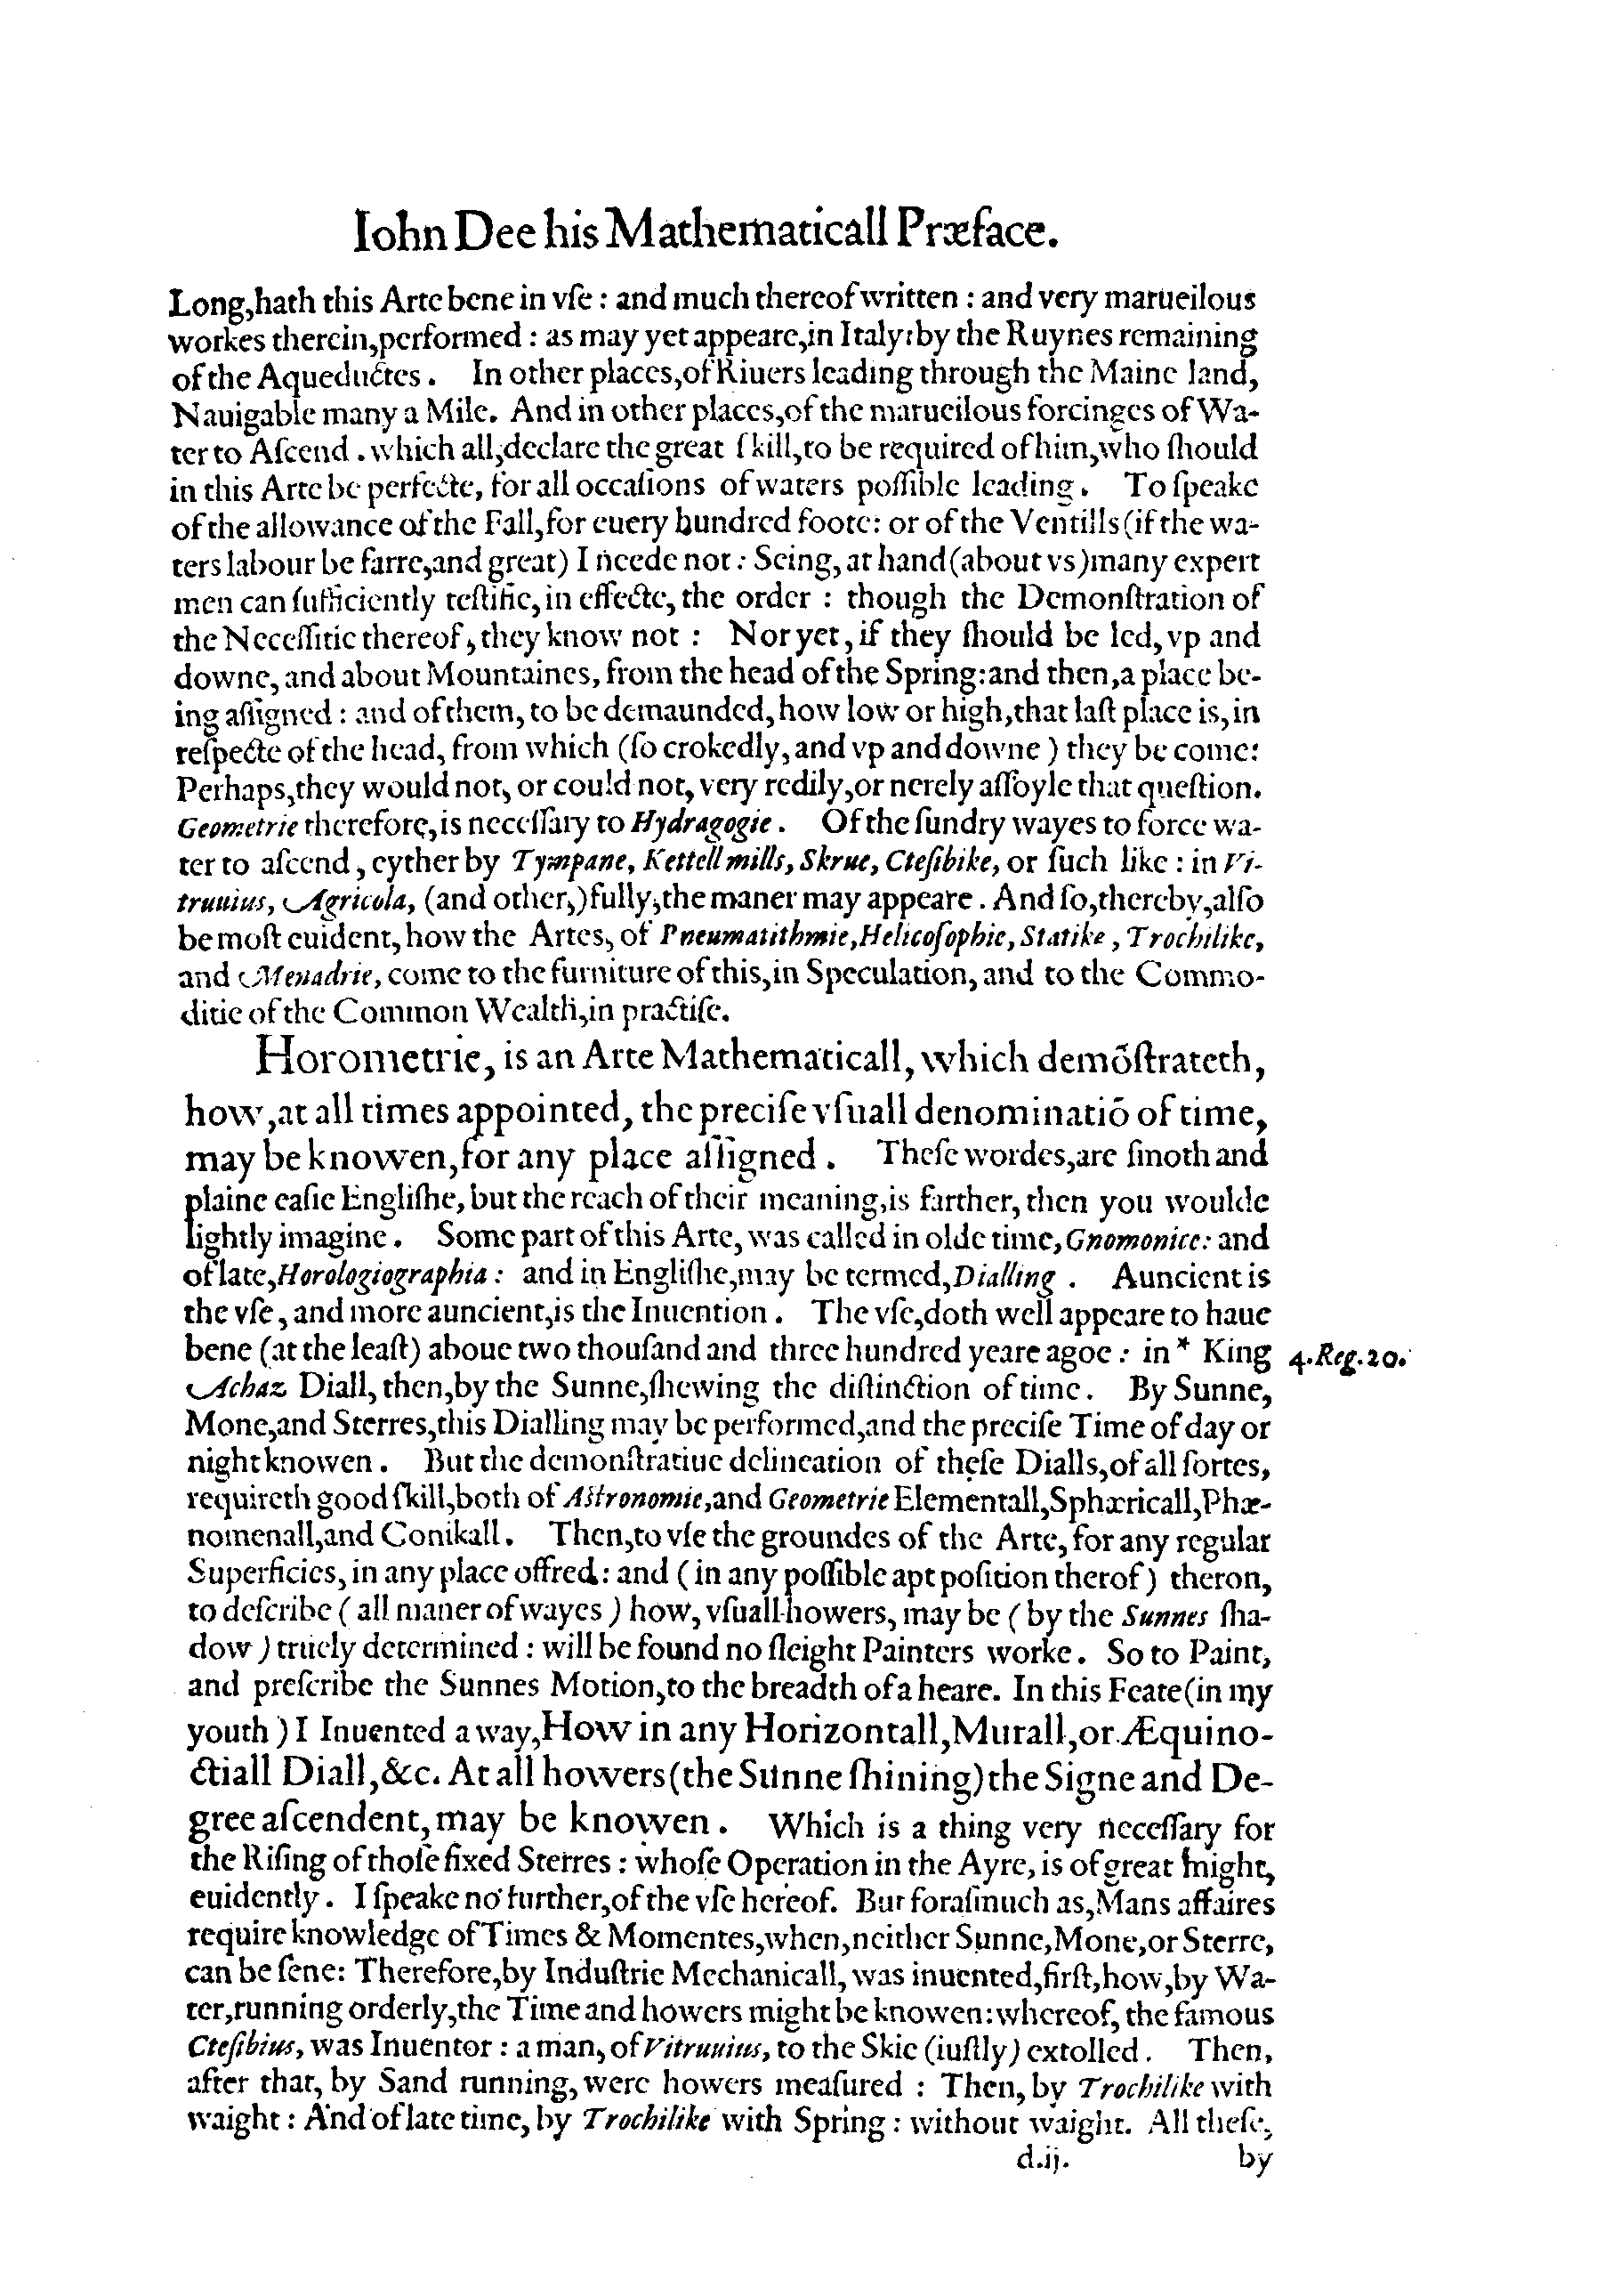 Iohn Dee his Mathematicall Præface.
Long,hath this Arte bene in vſe : and much thereof written : and very marueilous
workes therein,performed : as may yet appeare,in Italy:by the Ruynes remaining
of the Aqueductes . In other places,of Riuers leading through the Maine land,
Nauigable many a Mile. And in other places,of the marueilous forcinges of Wa-
ter to Aſcend . which all,declare the great ſkill,to be required of him,who ſhould
in this Arte be perfecte, for all occaſions of waters poſſible leading . To ſpeake
of the allowance of the Fall,for euery hundred foote: or of the Ventills (if the wa-
ters labour be farre,and great) I neede not : Seing, at hand (about vs) many expert
men can ſufficiently teſtifie, in effecte, the order : though the Demonſtration of
the Neceſſitie thereof , they know not : Nor yet, if they ſhould be led, vp and
downe, and about Mountaines, from the head of the Spring:and then,a place be-
ing aſſigned : and of them, to be demaunded, how low or high,that laſt place is, in
reſpecte of the head, from which (ſo crokedly, and vp and downe ) they be come:
Perhaps,they would not, or could not, very redily,or nerely aſſoyle that queſtion.
Geometrie therefore,is neceſſary to Hydragogie . Of the ſundry wayes to force wa-
ter to aſcend , eyther by Tympane, Kettell mills, Skrue, Cteſibike, or ſuch like : in Vi-
truuius, Agricola, (and other,) fully,the maner may appeare . And ſo,thereby,alſo
be moſt euident, how the Artes, of Pneumatithmie,Helicoſophie, Statike , Trochilike,
and Menadrie, come to the furniture of this,in Speculation, and to the Commo-
ditie of the Common Wealth,in practiſe.
Horometrie, is an Arte Mathematicall, which demōſtrateth,
how,at all times appointed, the preciſe vſuall denominatiō of time,
may be knowen,for any place aſſigned . Theſe wordes,are ſmoth and
plaine eaſie Engliſhe, but the reach of their meaning,is farther, then you woulde
lightly imagine . Some part of this Arte, was called in olde time, Gnomonice: and
of late,Horologiographia : and in Engliſhe,may be termed,Dialling . Auncient is
the vſe , and more auncient,is the Inuention . The vſe,doth well appeare to haue
bene (at the leaſt) aboue two thouſand and three hundred yeare agoe : in * King 4.Reg.20.
Achaz Diall, then,by the Sunne,ſhewing the diſtinction of time . By Sunne,
Mone,and Sterres,this Dialling may be performed,and the preciſe Time of day or
night knowen . But the demonſtratiue delineation of theſe Dialls,of all ſortes,
requireth good ſkill,both of Aſtronomie,and Geometrie Elementall,Sphæricall,Phæ-
nomenall,and Conikall . Then,to vſe the groundes of the Arte, for any regular
Superficies, in any place offred : and ( in any poſſible apt poſition therof ) theron,
to deſcribe ( all maner of wayes ) how, vſuall howers, may be ( by the Sunnes ſha-
dow ) truely determined : will be found no ſleight Painters worke . So to Paint,
and preſcribe the Sunnes Motion,to the breadth of a heare. In this Feate (in my
youth ) I Inuented a way,How in any Horizontall,Murall,or Æquino-
ctiall Diall,&c. At all howers (the Sunne ſhining) the Signe and De-
gree aſcendent, may be knowen . Which is a thing very neceſſary for
the Riſing of thoſe fixed Sterres : whoſe Operation in the Ayre, is of great might,
euidently . I ſpeake no further,of the vſe hereof. But foraſmuch as,Mans affaires
require knowledge of Times & Momentes,when,neither Sunne,Mone,or Sterre,
can be ſene: Therefore,by Induſtrie Mechanicall, was inuented,firſt,how,by Wa-
ter,running orderly,the Time and howers might be knowen: whereof, the famous
Cteſibius, was Inuentor : a man, of Vitruuius, to the Skie (iuſtly) extolled . Then,
after that, by Sand running, were howers meaſured : Then, by Trochilike with
waight : And of late time, by Trochilike with Spring : without waight. All theſe,
d.ij. by